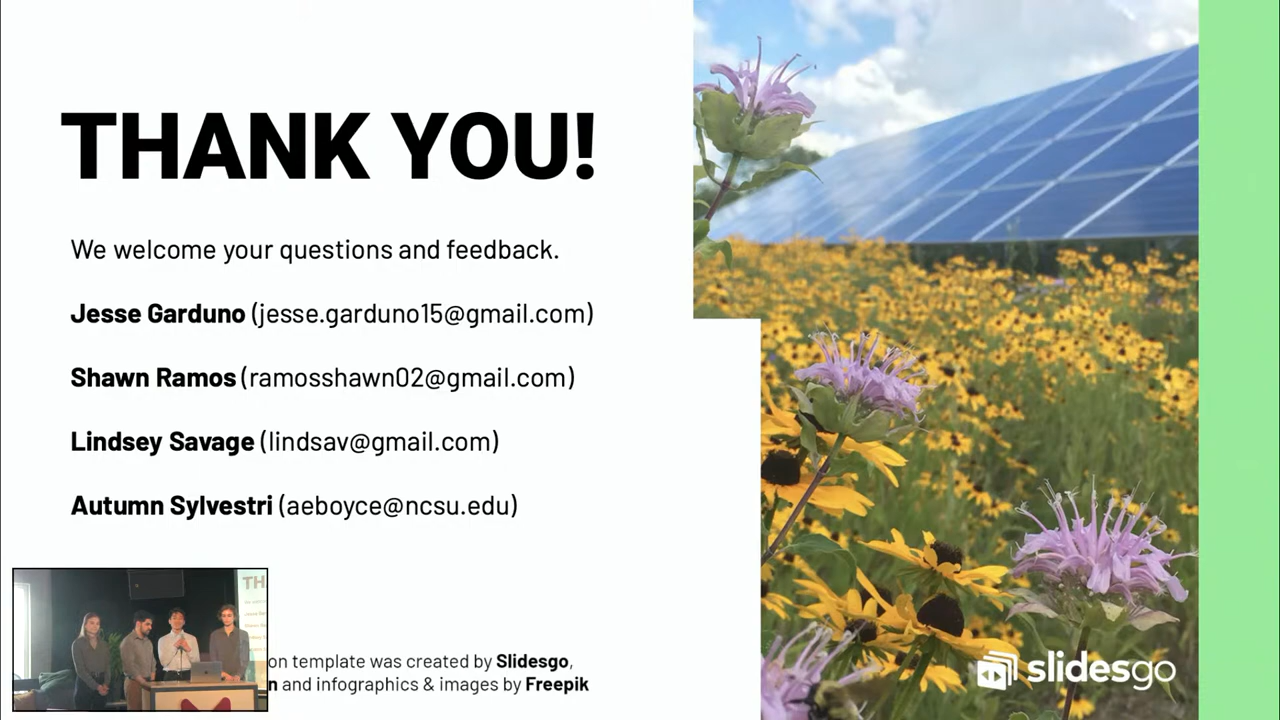 THANK YOU!
We welcome your questions and feedback.
Jesse Garduno (jesse.garduno15@gmail.com)
Shawn Ramos (ramosshawn02@gmail.com)
Lindsey Savage (lindsav@gmail.com)
Autumn Sylvestri (aeboyce@ncsu.edu)
TH
on template was created by Slidesgo,
n and infographics & images by Freepik
slidesgo